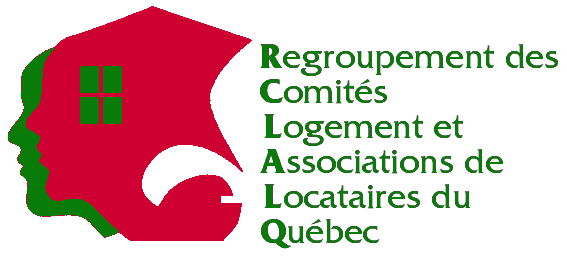 Regroupement des
Comités
Logement et
Associations de
Locataires du
Québec